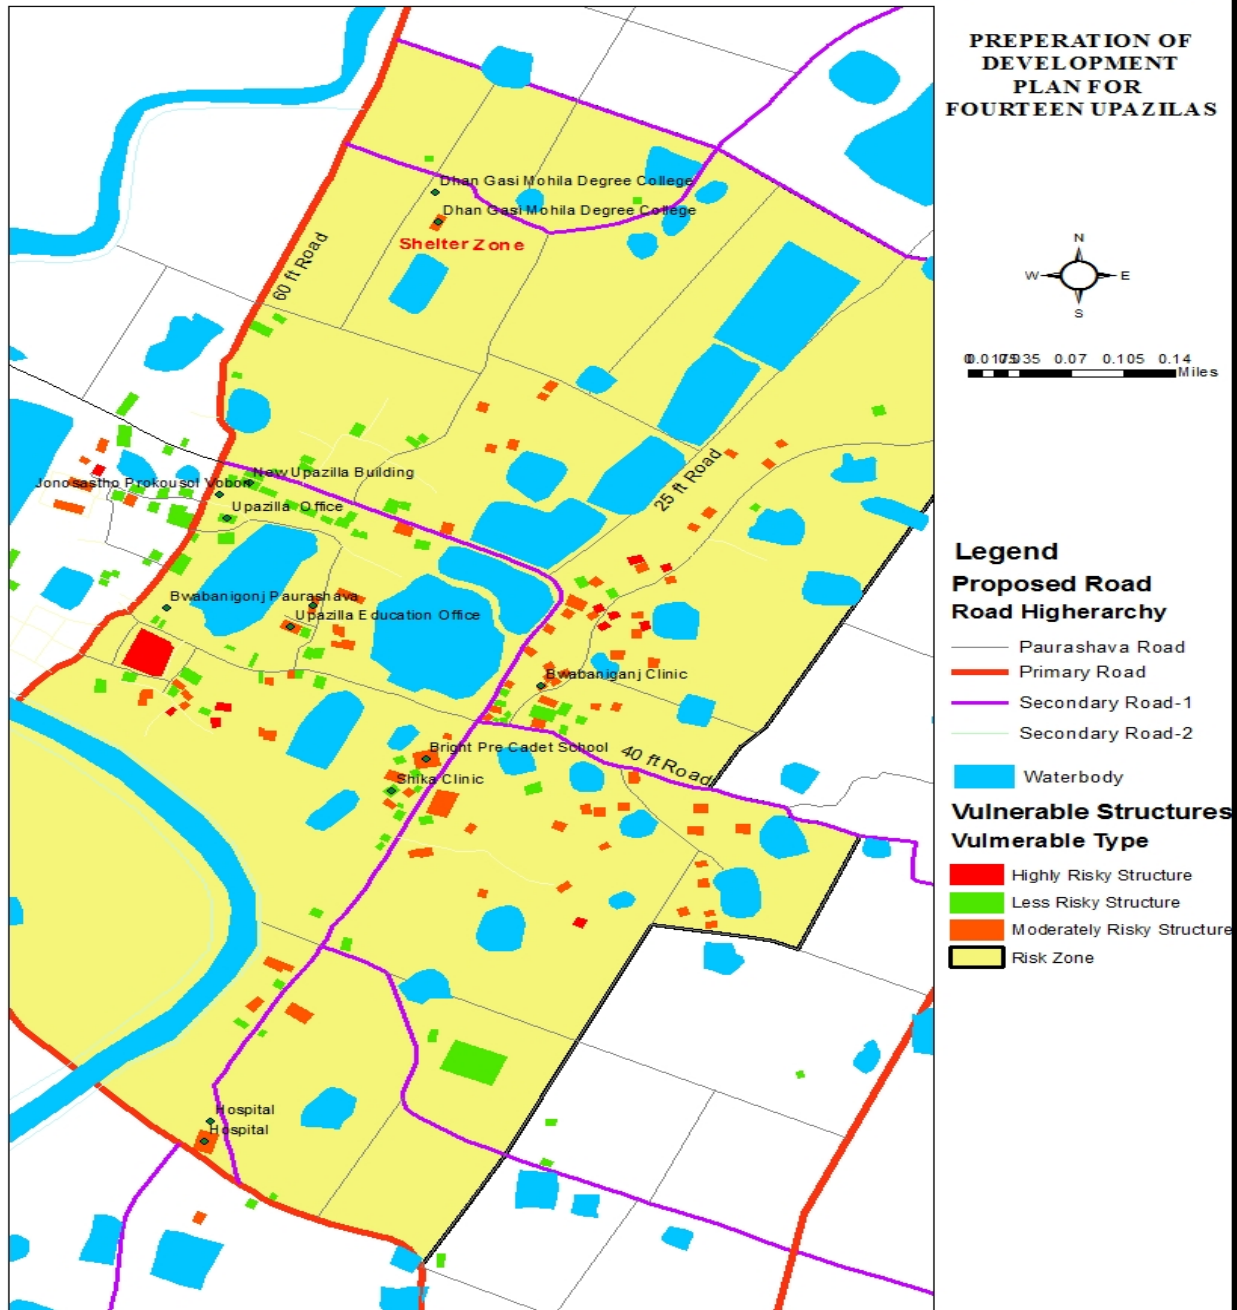 PREPERATION OF
DEVELOPMENT
PLAN FOR
FOURTEEN UPAZILAS
N
W
E
S
0.07
0.105
0.14
Miles
Dhan Gasi Mohila Degree College
Dhan Gasi Mohila Degree College
Shelter Zone
60 ft Road
25 ft Road
New Upazilla Building
Jonosastho Prokousol Vobon
Upazilla Office
Bwabanigonj Paurashava
Upazilla Education Office
Bwabaniganj Clinic
Bright Pre Cadet School
40 ft Road
Shika Clinic
Hospital
Hospital
Legend
Proposed Road
Road Higherarchy
Paurashava Road
Primary Road
Secondary Road-1
Secondary Road-2
Waterbody
Vulnerable Structures
Vulmerable Type
Highly Risky Structure
Less Risky Structure
Moderately Risky Structure
Risk Zone